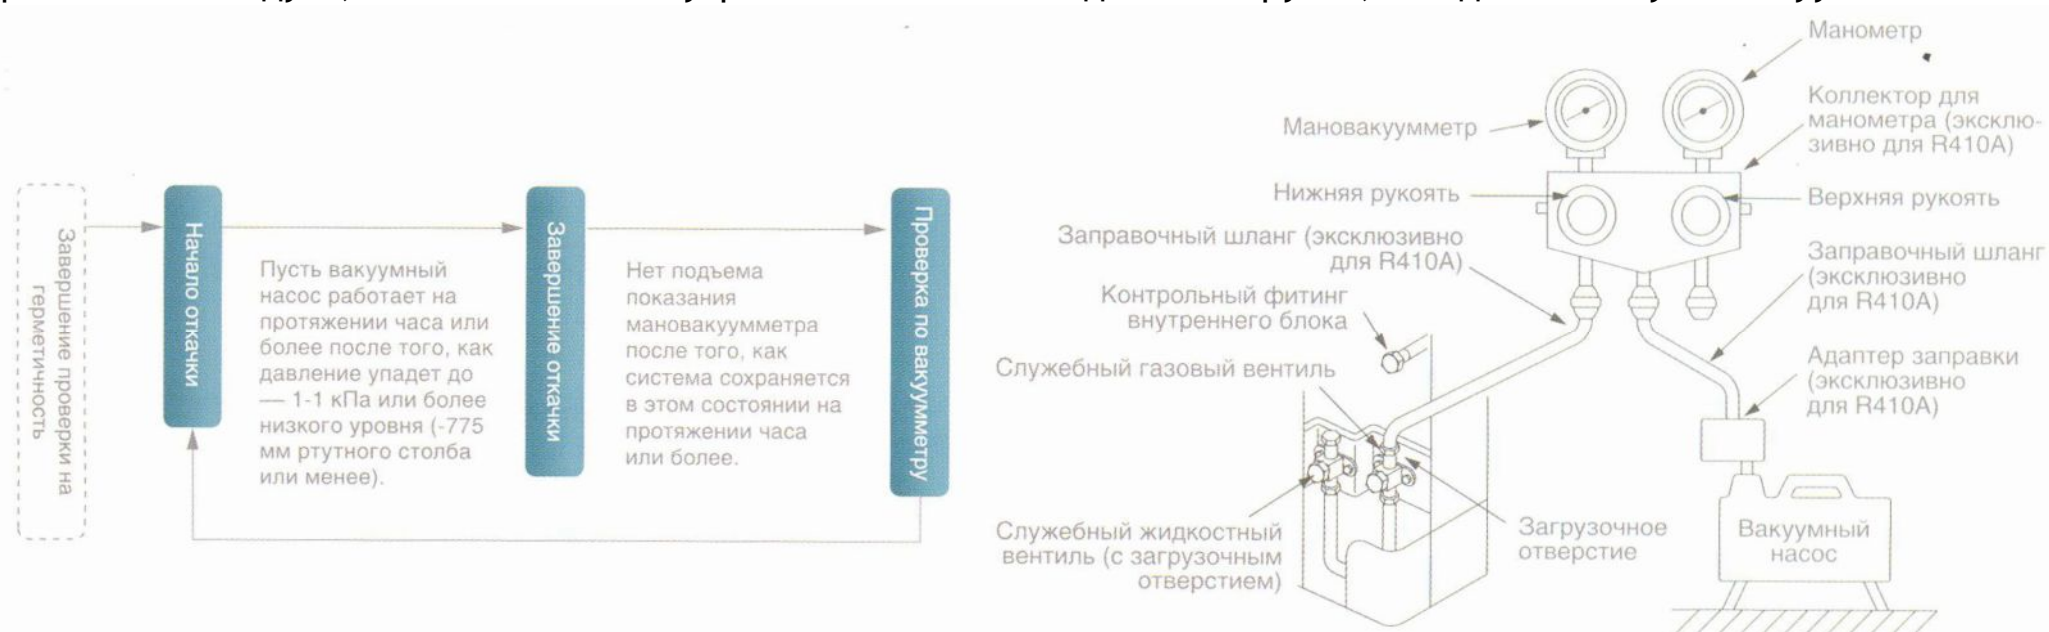 Завершение проверки на
герметичность
Начало откачки
Пусть вакуумный
насос работает на
протяжении часа или
более после того, как
давление упадет до
— 1-1 кПа или более
низкого уровня (-775
мм ртутного столба
или менее).
Завершение откачки
Нет подъема
показания
мановакуумметра
после того, как
система сохраняется
в этом состоянии на
протяжении часа
или более.
Проверка по вакуумметру
Манометр
Коллектор для
манометра (эксклю-
зивно для R410A)
Мановакуумметр
Нижняя рукоять
Верхняя рукоять
Заправочный шланг (эксклюзивно
для R410A)
Заправочный шланг
(эксклюзивно
для R410A)
Контрольный фитинг
внутреннего блока
Служебный газовый вентиль
Адаптер заправки
(эксклюзивно
для R410A)
Служебный жидкостный
вентиль (с загрузочным
отверстием)
Загрузочное
отверстие
Вакуумный
насос